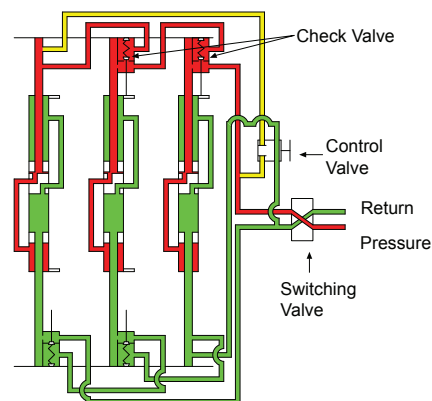 Check Valve
Control
Valve
Return
Pressure
Switching
Valve